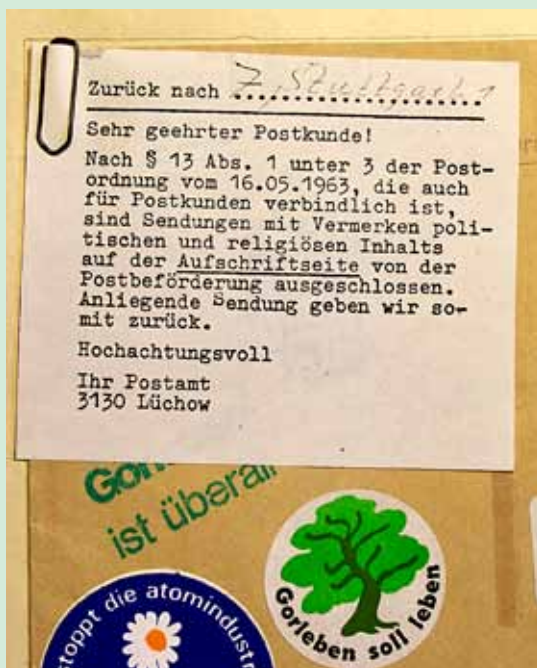 Zurück nach 7 Stuttgart 1
Sehr geehrter Postkunde!
Nach § 13 Abs. 1 unter 3 der Post-
ordnung vom 16.05.1963, die auch
für Postkunden verbindlich ist,
sind Sendungen mit Vermerken poli-
tischen und religiösen Inhalts
auf der Aufschriftseite von der
Postbeförderung ausgeschlossen.
Anliegende Sendung geben wir so-
mit zurück.
Hochachtungsvoll
Ihr Postamt
3130 Lüchow
ist überall
Gorleben soll leben
stoppt die atomindustr